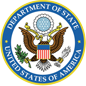 DEPARTMENT OF STATE
UNITED STATES OF AMERICA